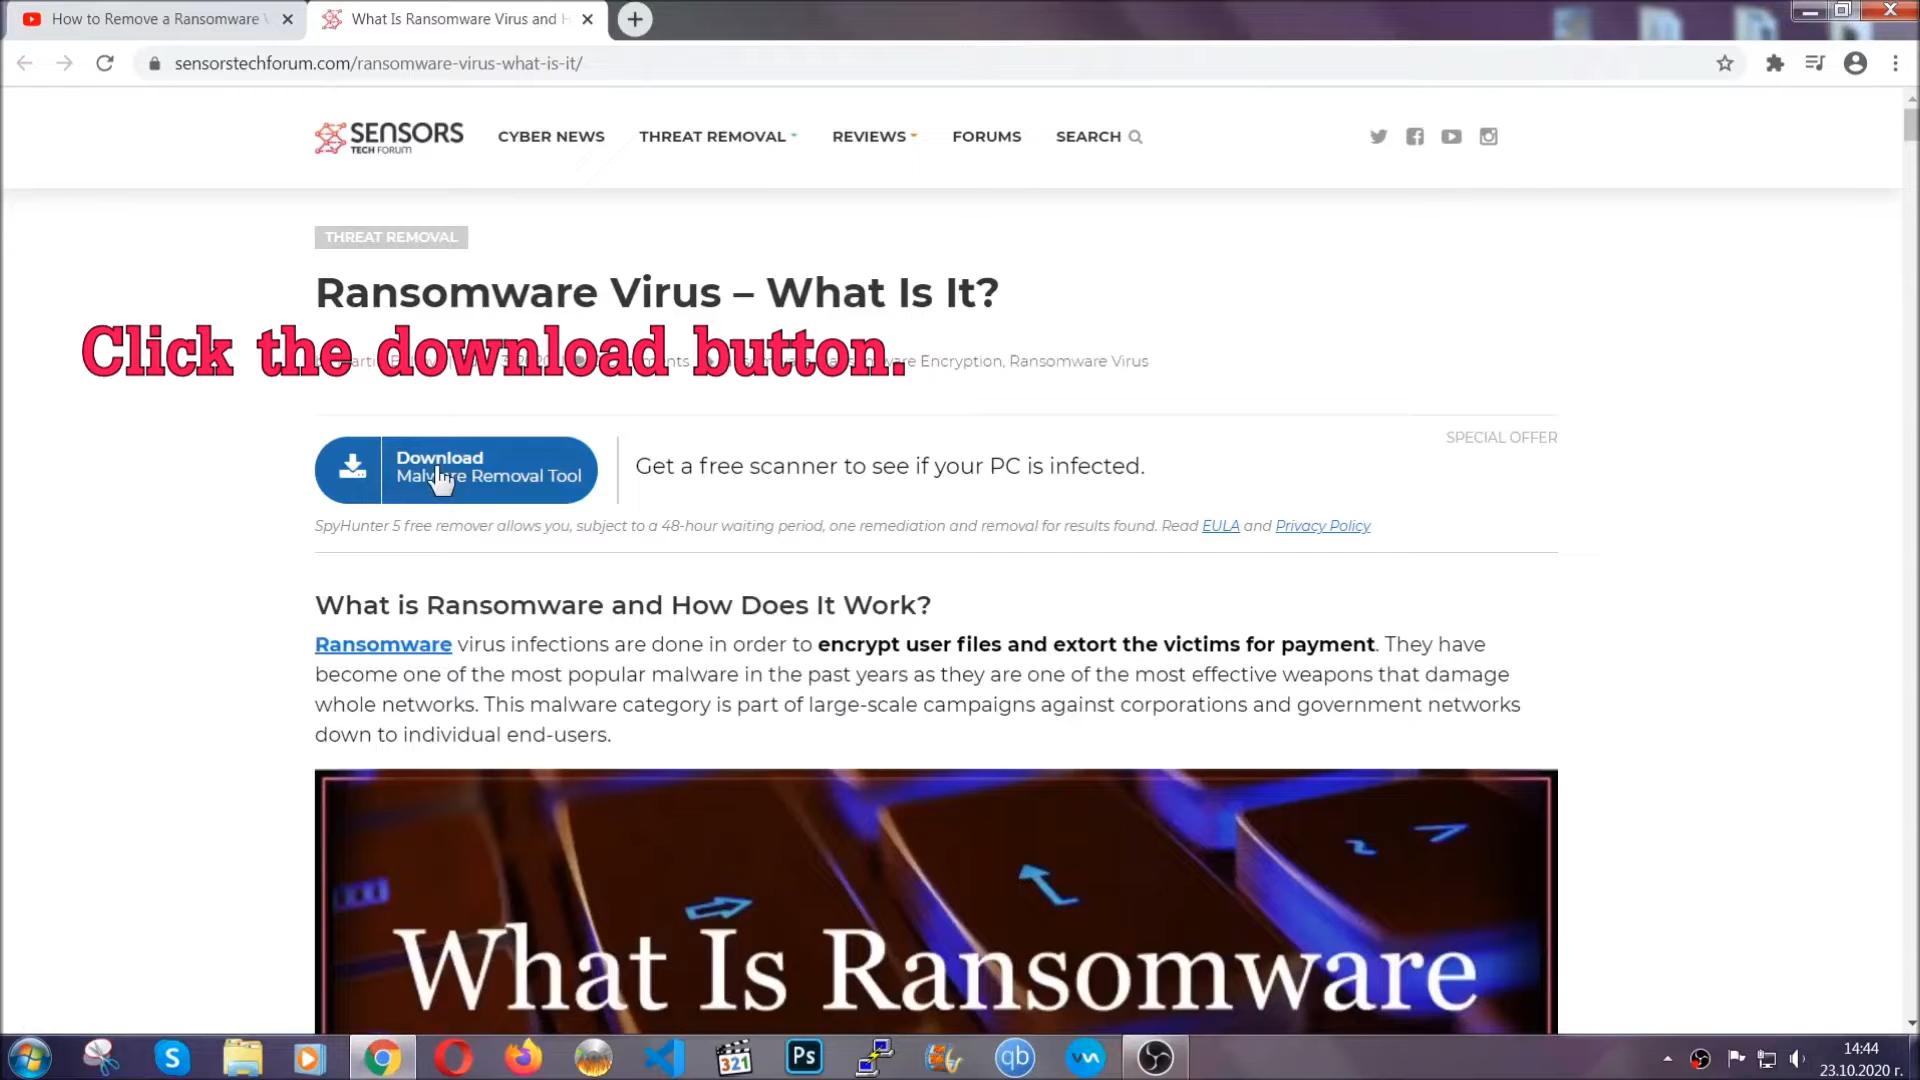 How to Remove a Ransomware
What Is Ransomware Virus and H
sensorstechforum.com/ransomware-virus-what-is-it/
SENSORS
TECH FORUM
CYBER NEWS
THREAT REMOVAL
REVIEWS
FORUMS
SEARCH
THREAT REMOVAL
Ransomware Virus – What Is It?
Click the download button.
Encryption, Ransomware Virus
SPECIAL OFFER
Download
Malware Removal Tool
Get a free scanner to see if your PC is infected.
SpyHunter 5 free remover allows you, subject to a 48-hour waiting period, one remediation and removal for results found. Read EULA and Privacy Policy
What is Ransomware and How Does It Work?
Ransomware virus infections are done in order to encrypt user files and extort the victims for payment. They have
become one of the most popular malware in the past years as they are one of the most effective weapons that damage
whole networks. This malware category is part of large-scale campaigns against corporations and government networks
down to individual end-users.
What Is Ransomware
321
Ps
qb
14:44
23.10.2020 г.